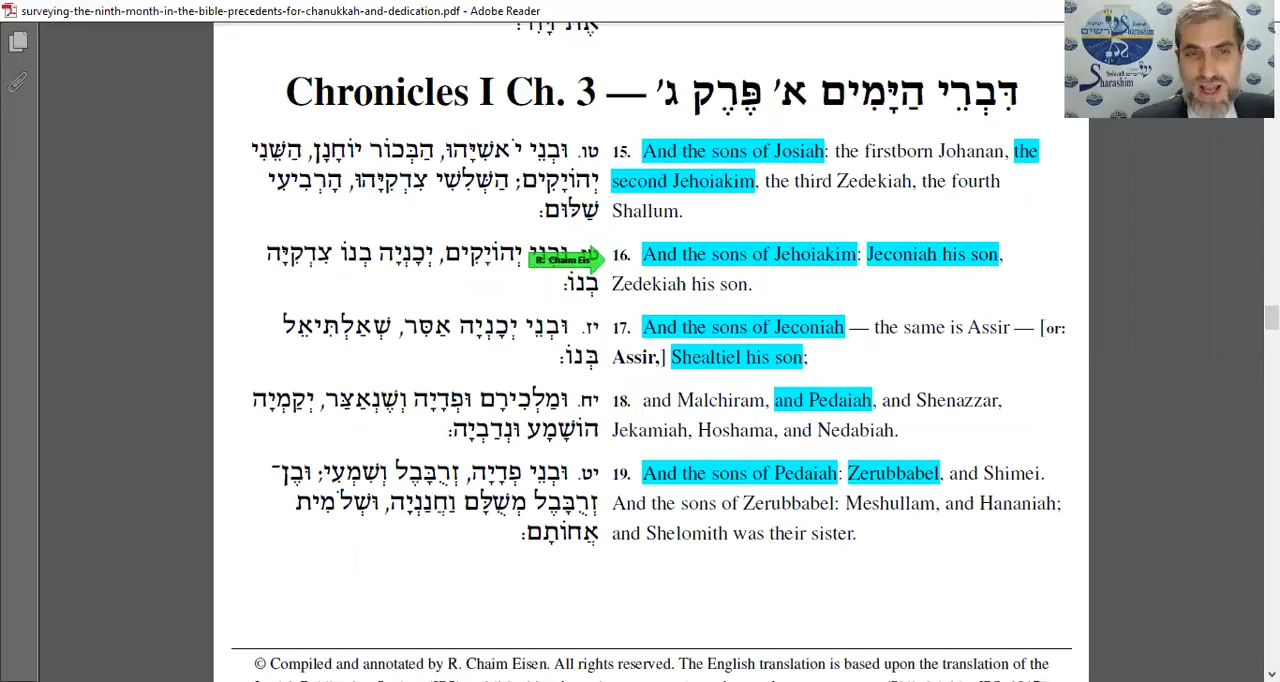 surveying-the-ninth-month-in-the-bible-precedents-for-chanukkah-and-dedication.pdf - Adobe Reader
Chronicles I Ch. 3 — דִּבְרֵי הַיָּמִים א׳ פֶּרֶק ג׳
טו. וּבְנֵי יֹאשִׁיָּהוּ, הַבְּכוֹר יוֹחָנָן, הַשֵּׁנִי
יְהוֹיָקִים; הַשְּׁלִשִׁי צִדְקִיָּהוּ, הָרְבִיעִי
שַׁלּוּם:
15. And the sons of Josiah: the firstborn Johanan, the
second Jehoiakim, the third Zedekiah, the fourth
Shallum.
יְהוֹיָקִים, יְכָנְיָה בְנוֹ צִדְקִיָּה
בְנוֹ:
R. Chaim Eis
16. And the sons of Jehoiakim: Jeconiah his son,
Zedekiah his son.
יז. וּבְנֵי יְכָנְיָה אַסִּר, שְׁאַלְתִּיאֵל
בְּנוֹ:
17. And the sons of Jeconiah — the same is Assir — [or:
Assir,] Shealtiel his son;
יח. וּמַלְכִּירָם וּפְדָיָה וְשֶׁנְאַצַּר, יְקַמְיָה
הוֹשָׁמָע וּנְדַבְיָה:
18. and Malchiram, and Pedaiah, and Shenazzar,
Jekamiah, Hoshama, and Nedabiah.
יט. וּבְנֵי פְדָיָה, זְרֻבָּבֶל וְשִׁמְעִי; וּבֶן־
זְרֻבָּבֶל מְשֻׁלָּם וַחֲנַנְיָה, וּשְׁלֹמִית
אֲחוֹתָם:
19. And the sons of Pedaiah: Zerubbabel, and Shimei.
And the sons of Zerubbabel: Meshullam, and Hananiah;
and Shelomith was their sister.
© Compiled and annotated by R. Chaim Eisen. All rights reserved. The English translation is based upon the translation of the
Sharashim
Sharashim